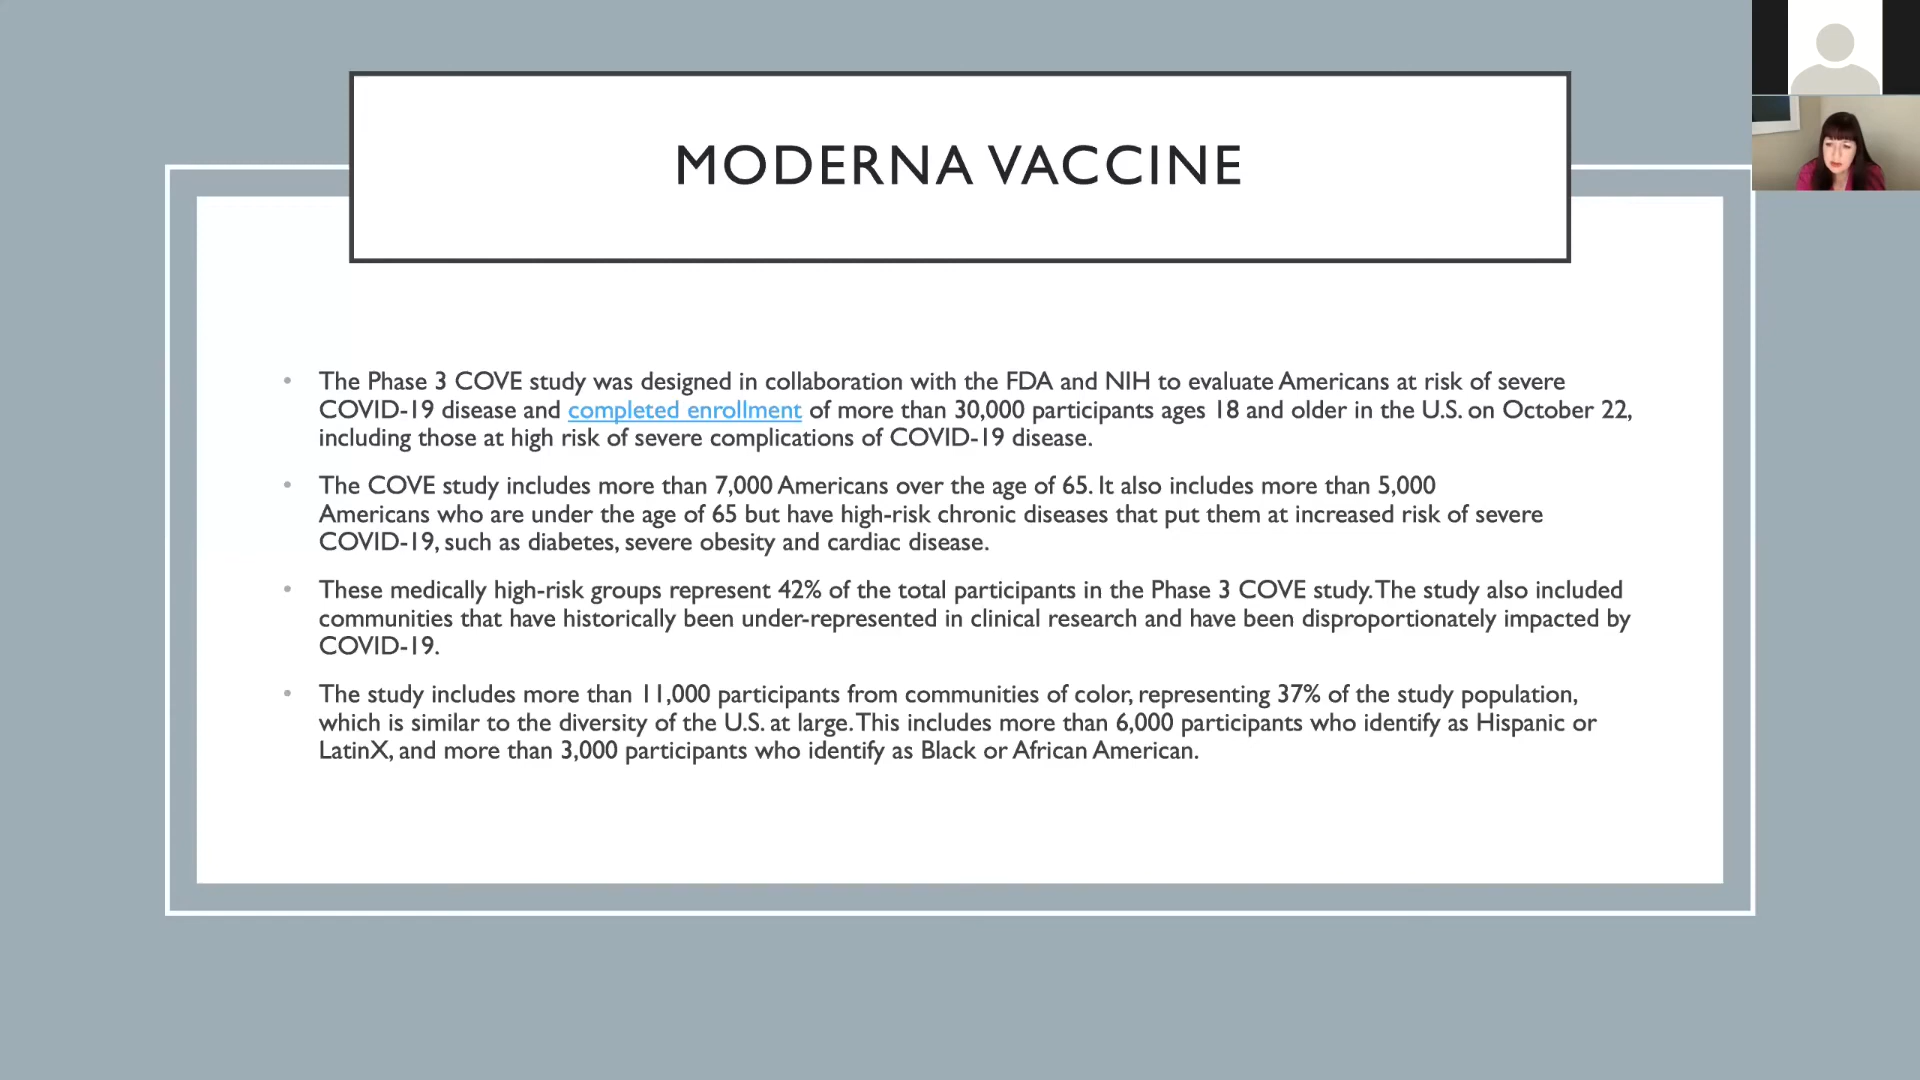 MODERNA VACCINE
• The Phase 3 COVE study was designed in collaboration with the FDA and NIH to evaluate Americans at risk of severe
COVID-19 disease and completed enrollment of more than 30,000 participants ages 18 and older in the U.S. on October 22,
including those at high risk of severe complications of COVID-19 disease.
• The COVE study includes more than 7,000 Americans over the age of 65. It also includes more than 5,000
Americans who are under the age of 65 but have high-risk chronic diseases that put them at increased risk of severe
COVID-19, such as diabetes, severe obesity and cardiac disease.
• These medically high-risk groups represent 42% of the total participants in the Phase 3 COVE study. The study also included
communities that have historically been under-represented in clinical research and have been disproportionately impacted by
COVID-19.
• The study includes more than 11,000 participants from communities of color, representing 37% of the study population,
which is similar to the diversity of the U.S. at large. This includes more than 6,000 participants who identify as Hispanic or
LatinX, and more than 3,000 participants who identify as Black or African American.